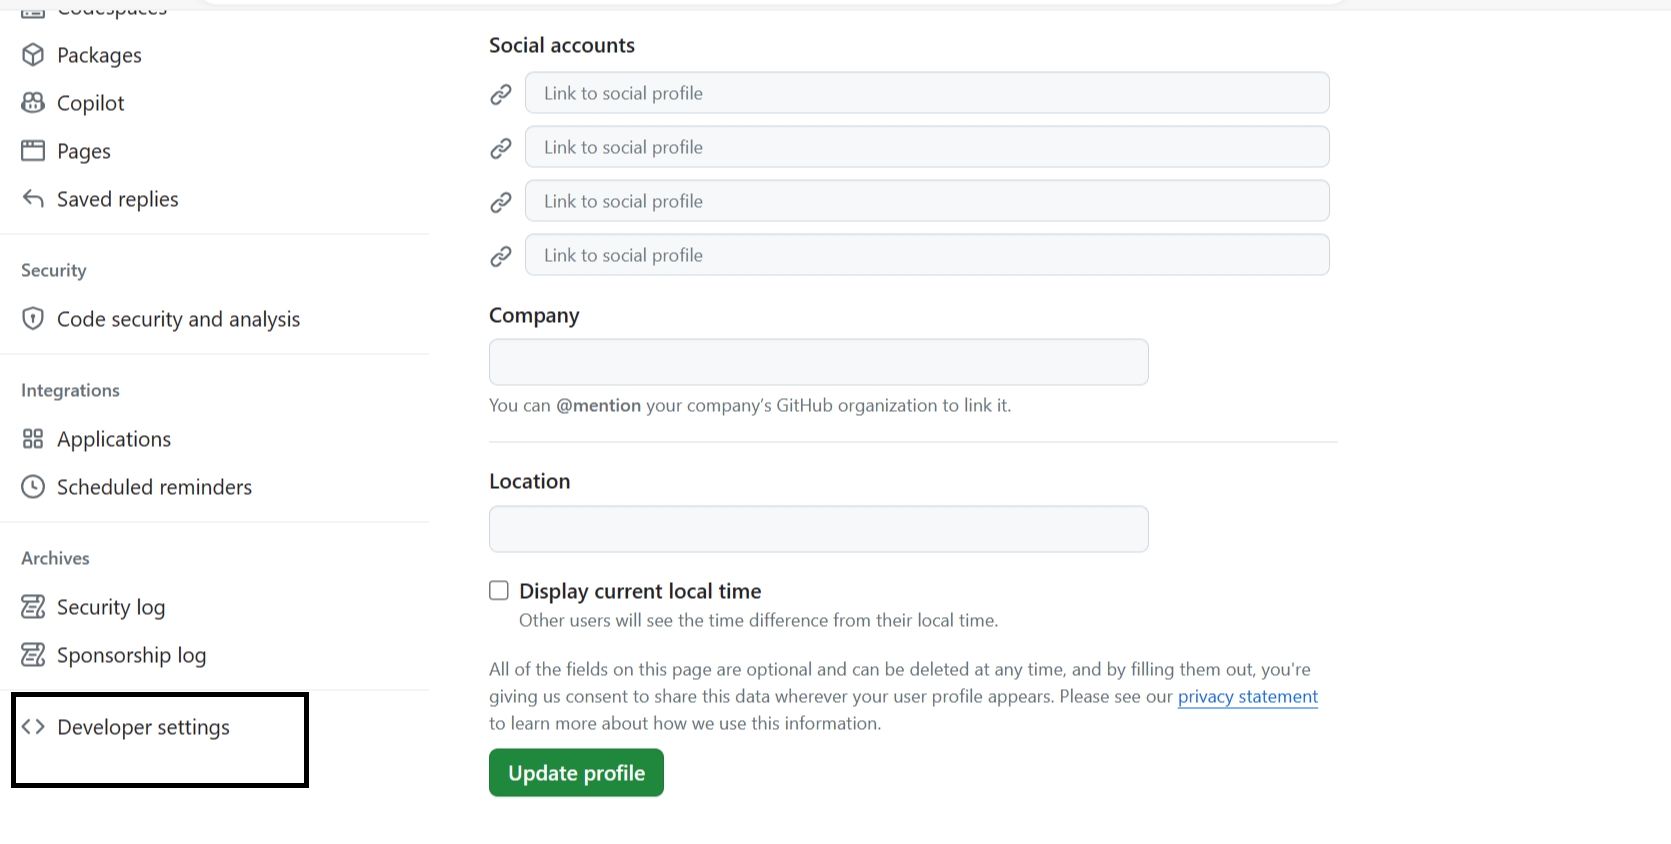 Codespaces
Packages
Copilot
Pages
Saved replies
Security
Code security and analysis
Integrations
Applications
Scheduled reminders
Archives
Security log
Sponsorship log
Developer settings
Social accounts
Link to social profile
Link to social profile
Link to social profile
Link to social profile
Company
You can @mention your company’s GitHub organization to link it.
Location
Display current local time
Other users will see the time difference from their local time.
All of the fields on this page are optional and can be deleted at any time, and by filling them out, you're
giving us consent to share this data wherever your user profile appears. Please see our privacy statement
to learn more about how we use this information.
Update profile